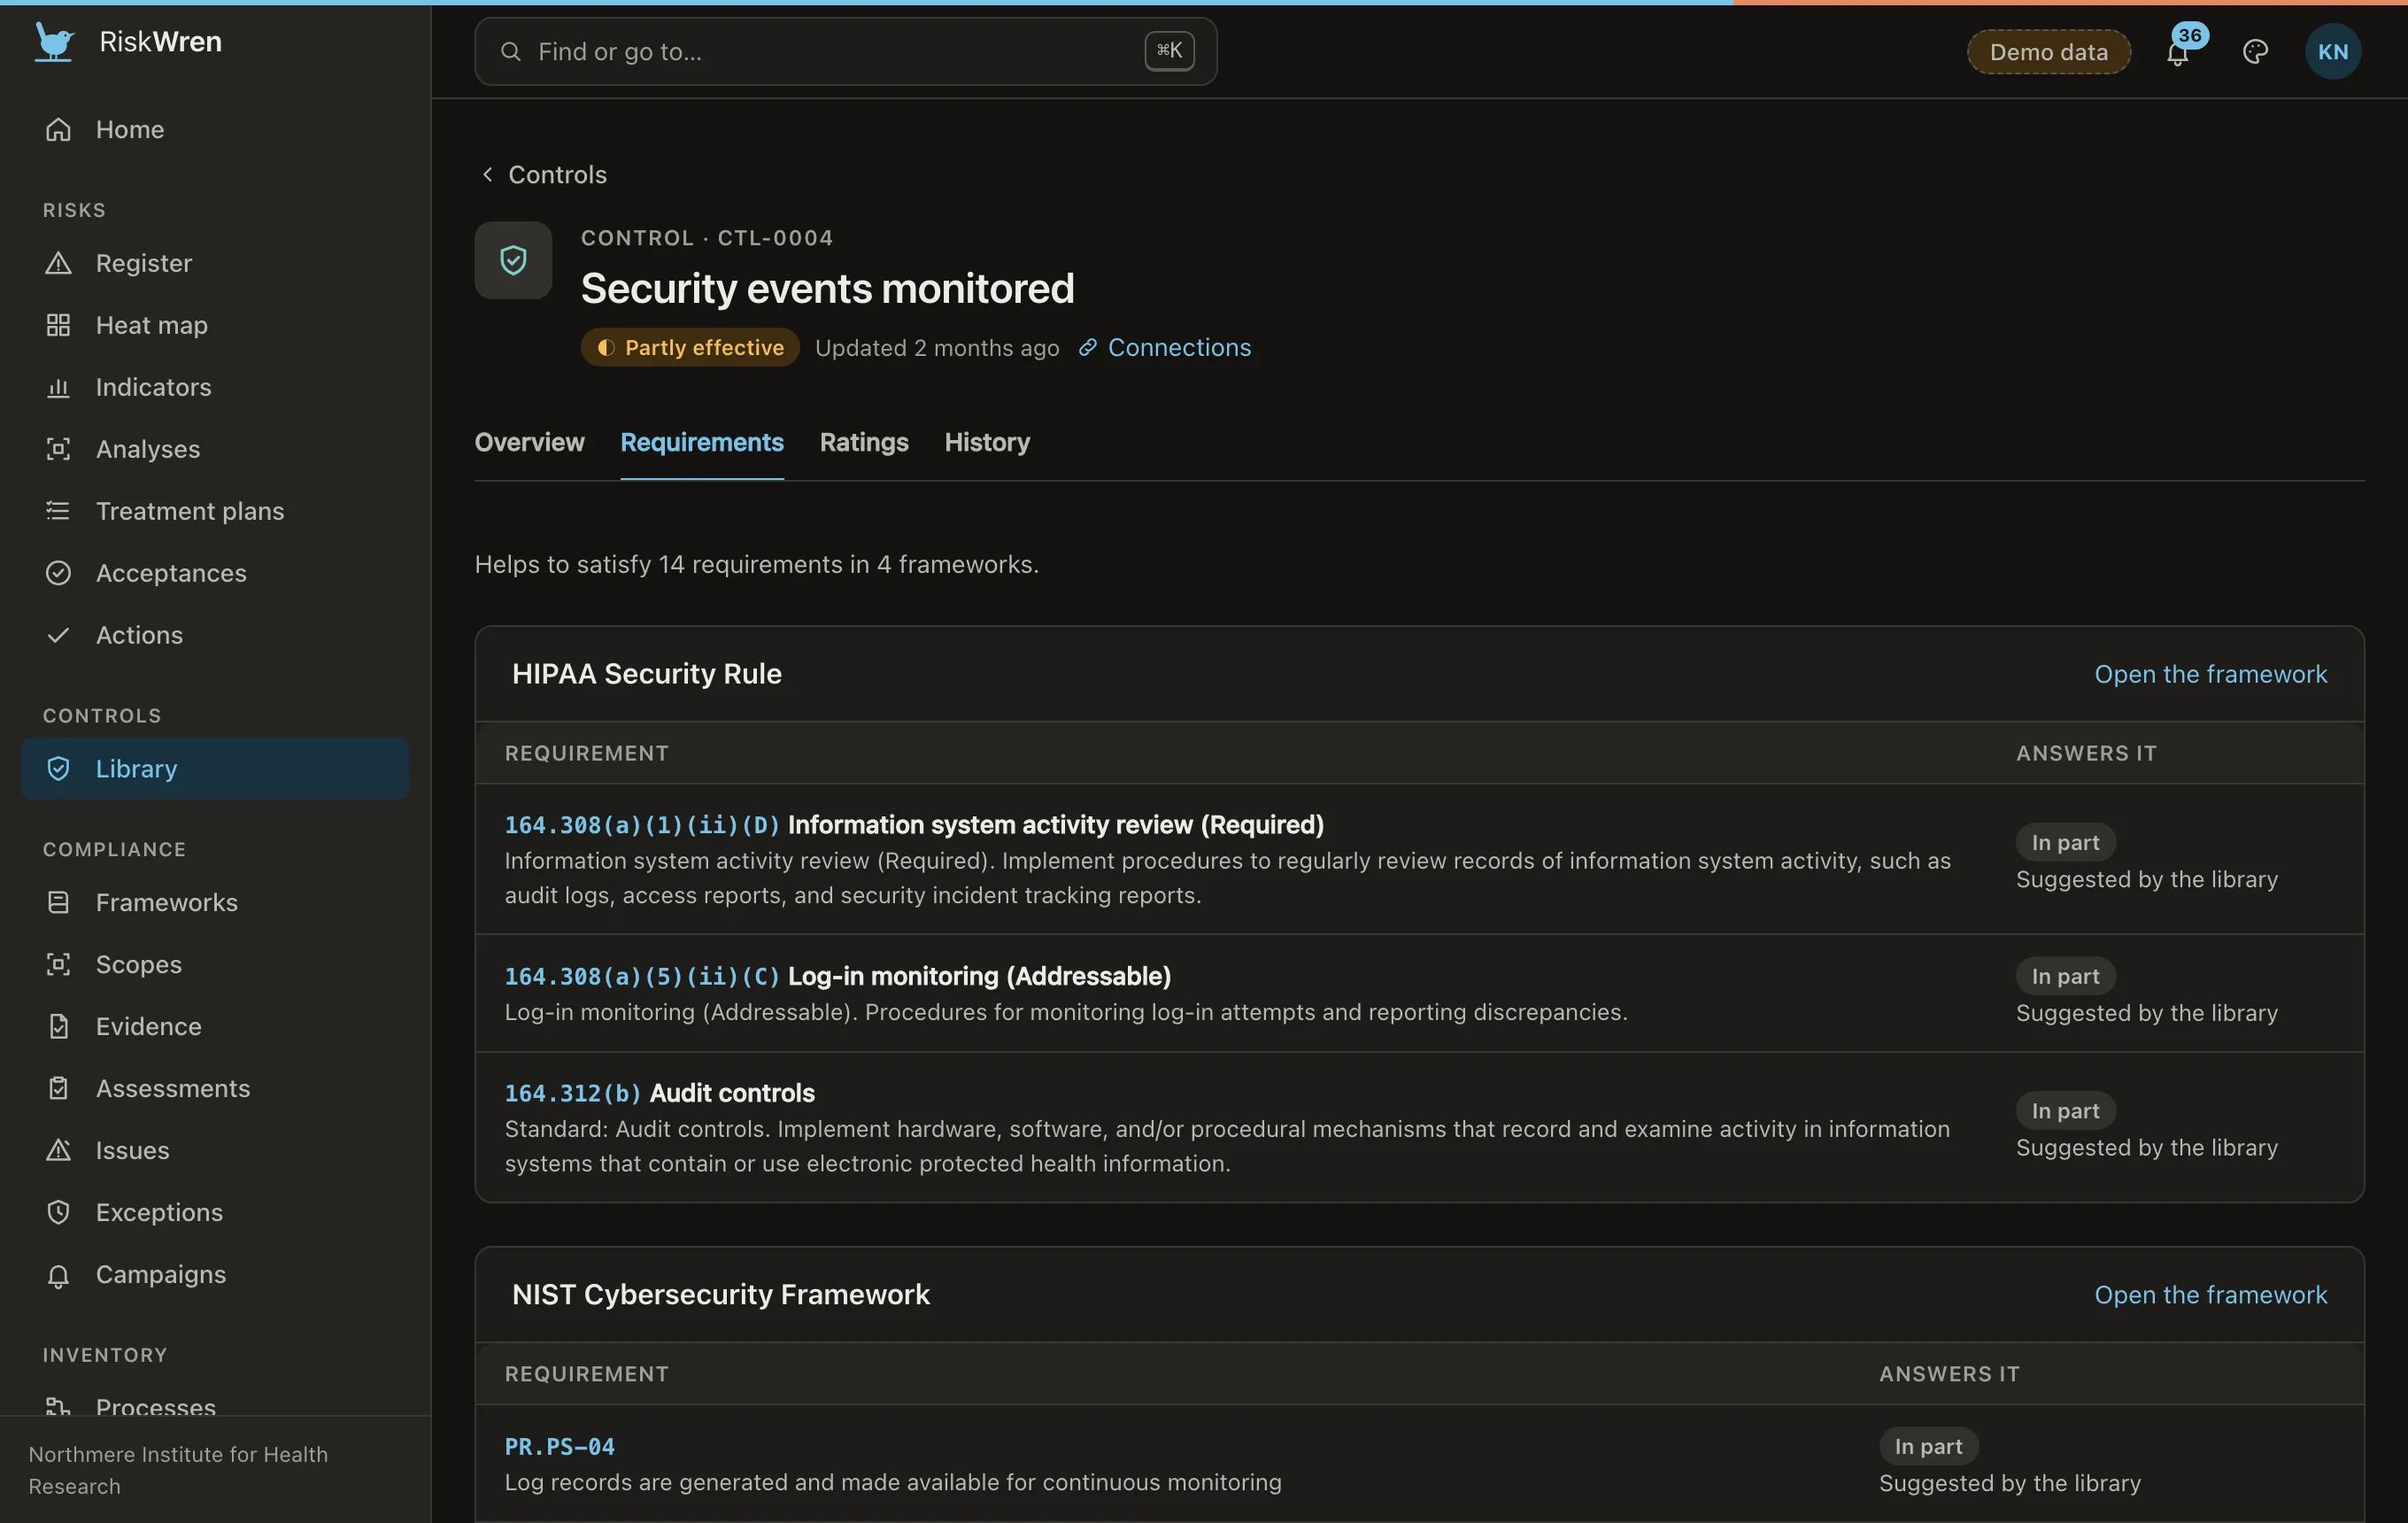 RiskWren
Find or go to...
⌘K
Demo data
36
KN
Home
RISKS
Register
Heat map
Indicators
Analyses
Treatment plans
Acceptances
Actions
CONTROLS
Library
COMPLIANCE
Frameworks
Scopes
Evidence
Assessments
Issues
Exceptions
Campaigns
INVENTORY
Processes
Northmere Institute for Health
Research
Controls
CONTROL · CTL-0004
Security events monitored
Partly effective
Updated 2 months ago
Connections
Overview
Requirements
Ratings
History
Helps to satisfy 14 requirements in 4 frameworks.
HIPAA Security Rule
Open the framework
REQUIREMENT
ANSWERS IT
164.308(a)(1)(ii)(D) Information system activity review (Required)
Information system activity review (Required). Implement procedures to regularly review records of information system activity, such as
audit logs, access reports, and security incident tracking reports.
In part
Suggested by the library
164.308(a)(5)(ii)(C) Log-in monitoring (Addressable)
Log-in monitoring (Addressable). Procedures for monitoring log-in attempts and reporting discrepancies.
In part
Suggested by the library
164.312(b) Audit controls
Standard: Audit controls. Implement hardware, software, and/or procedural mechanisms that record and examine activity in information
systems that contain or use electronic protected health information.
In part
Suggested by the library
NIST Cybersecurity Framework
Open the framework
REQUIREMENT
ANSWERS IT
PR.PS-04
Log records are generated and made available for continuous monitoring
In part
Suggested by the library